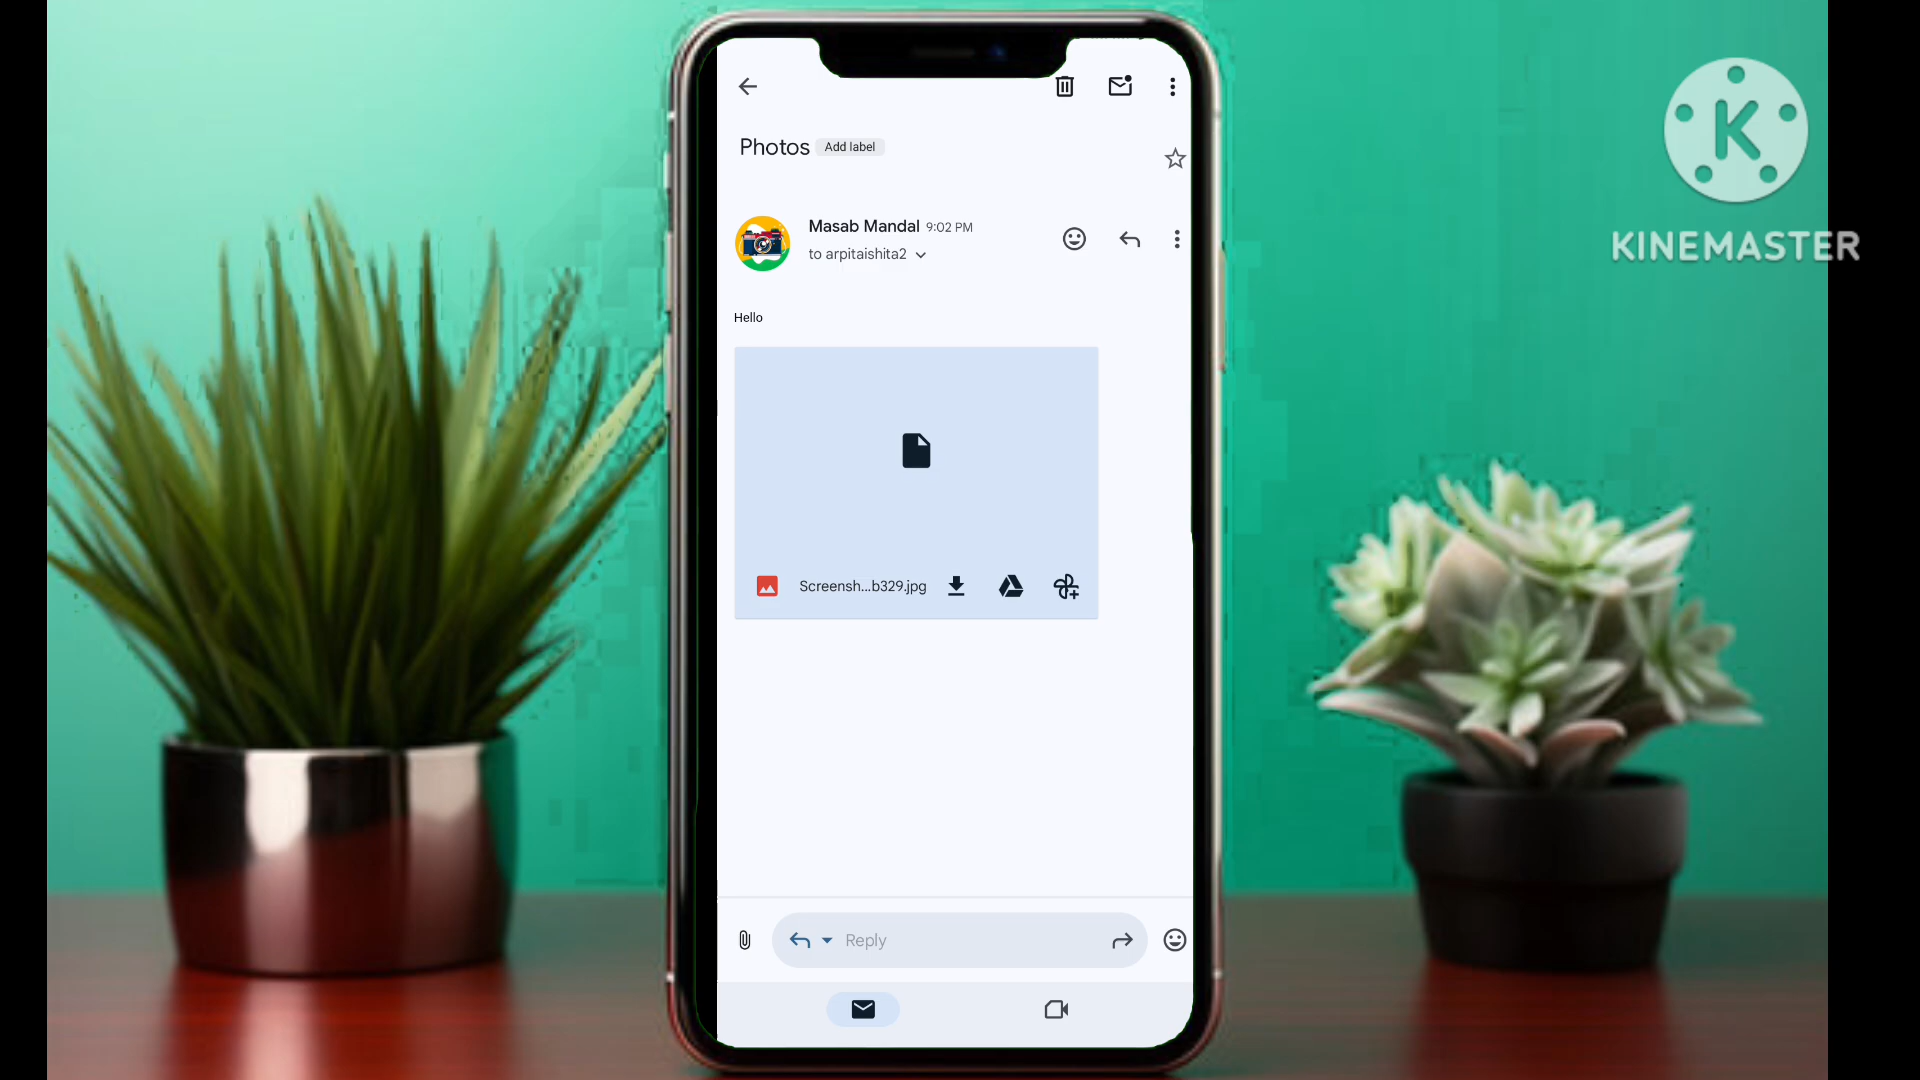 K
KINEMASTER
Photos Add label
Masab Mandal 9:02 PM
to arpitaishita2
Hello
Screensh...b329.jpg
Reply